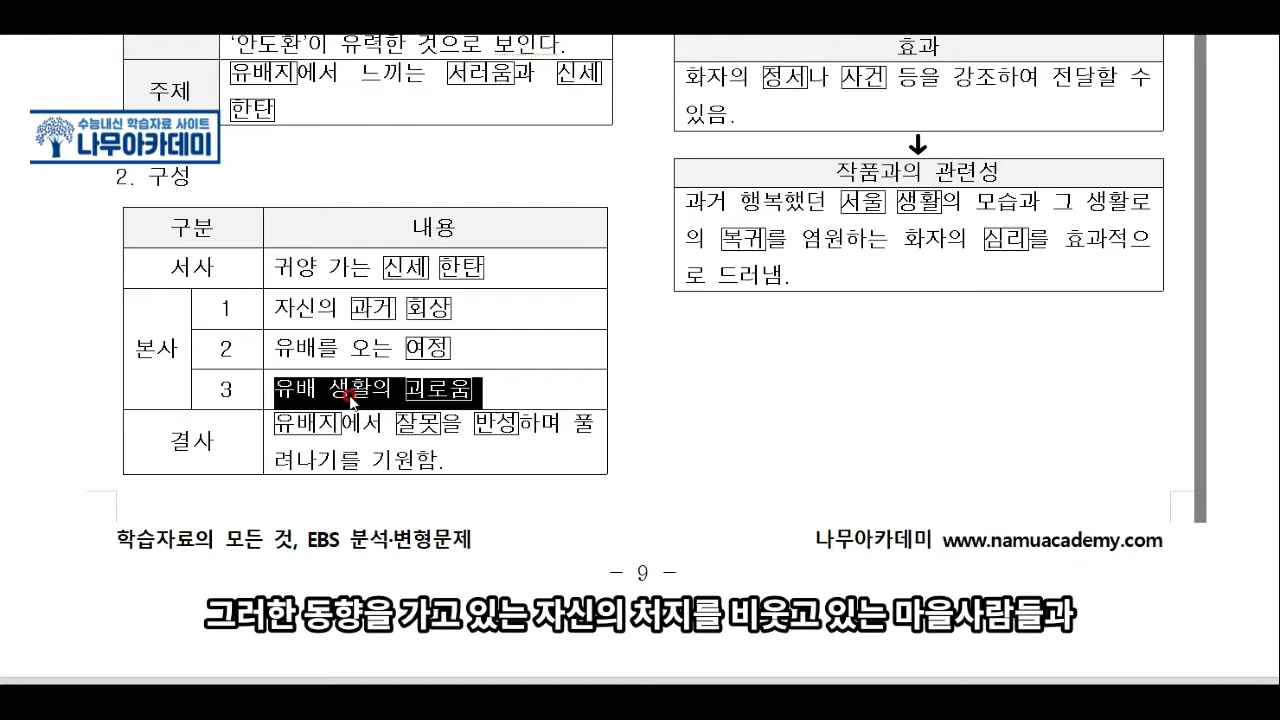 '안도환'이 유력한 것으로 보인다.
주제
유배지에서 느끼는 서러움과 신세
한탄
수능내신 학습자료 사이트
나무아카데미
2. 구성
구분 내용
서사 귀양 가는 신세 한탄
본사
1 자신의 과거 회상
2 유배를 오는 여정
3 유배 생활의 괴로움
결사
유배지에서 잘못을 반성하며 풀
려나기를 기원함.
효과
화자의 정서나 사건 등을 강조하여 전달할 수
있음.
↓
작품과의 관련성
과거 행복했던 서울 생활의 모습과 그 생활로
의 복귀를 염원하는 화자의 심리를 효과적으
로 드러냄.
학습자료의 모든 것, EBS 분석·변형문제
나무아카데미 www.namuacademy.com
- 9 -
그러한 동향을 가고 있는 자신의 처지를 비웃고 있는 마을사람들과